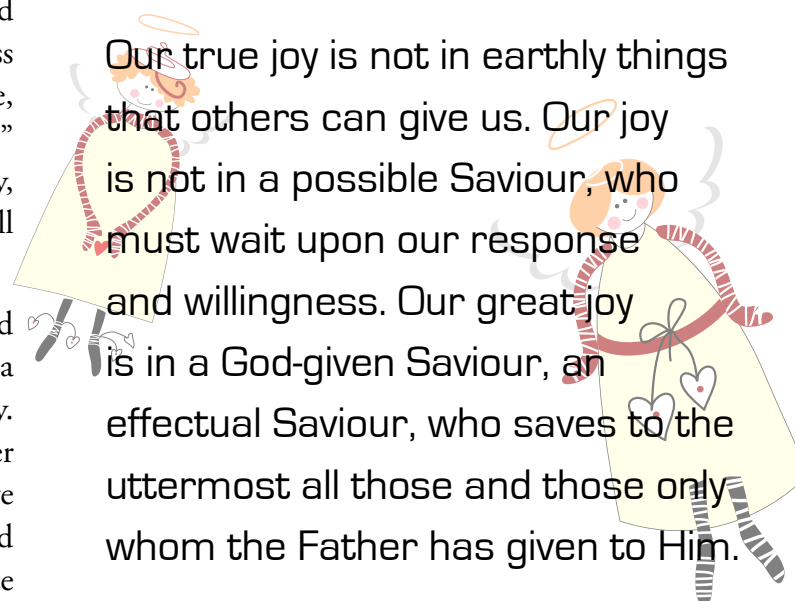 Our true joy is not in earthly things
that others can give us. Our joy
is not in a possible Saviour, who
must wait upon our response
and willingness. Our great joy
is in a God-given Saviour, an
effectual Saviour, who saves to the
uttermost all those and those only
whom the Father has given to Him.